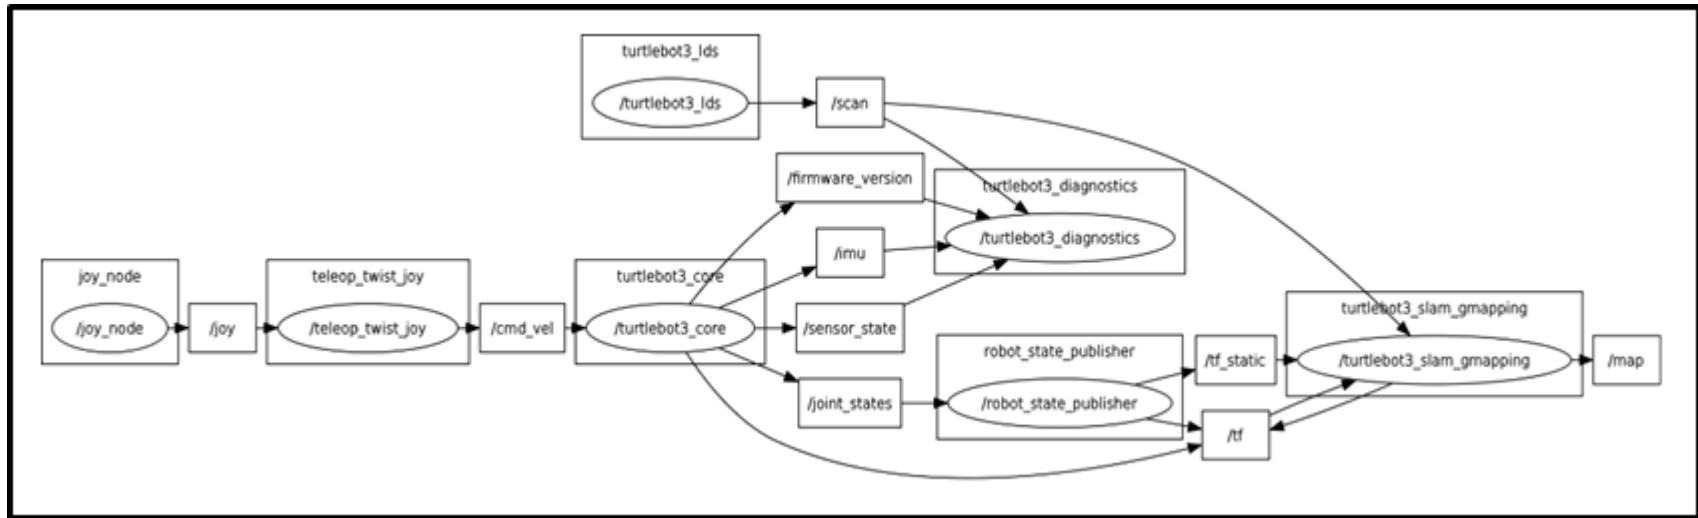 turtlebot3_lds
/turtlebot3_lds
/scan
/firmware_version
turtlebot3_diagnostics
/turtlebot3_diagnostics
/imu
joy_node
/joy_node
/joy
teleop_twist_joy
/teleop_twist_joy
/cmd_vel
turtlebot3_core
/turtlebot3_core
/sensor_state
/joint_states
robot_state_publisher
/robot_state_publisher
/tf_static
/tf
turtlebot3_slam_gmapping
/turtlebot3_slam_gmapping
/map